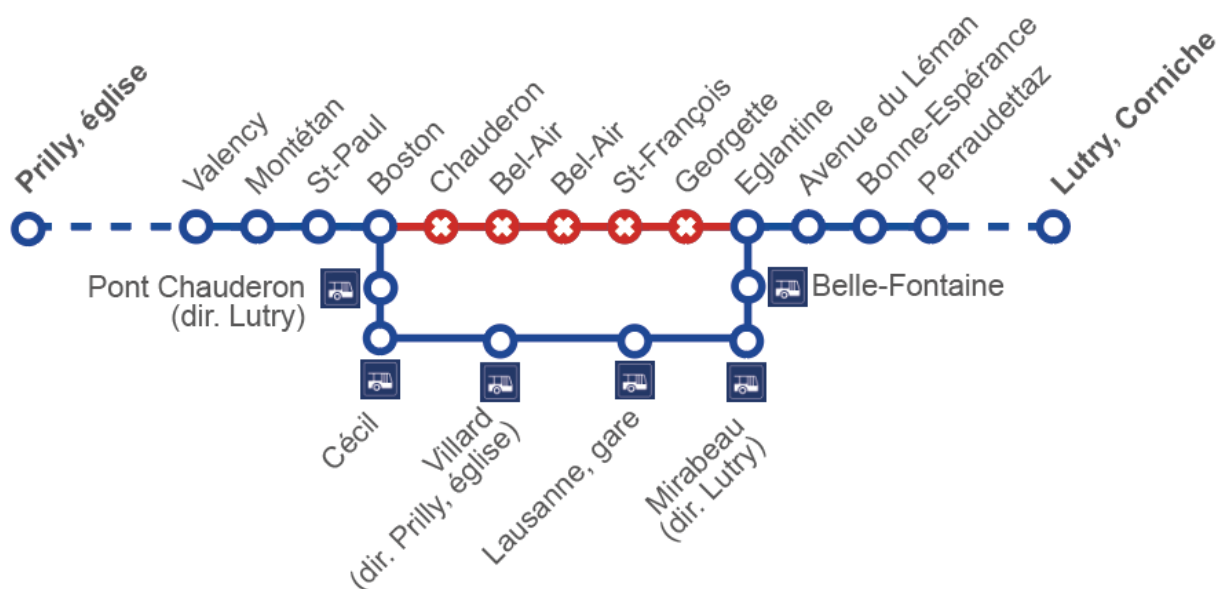 Prilly, église
Valency
Montétan
St-Paul
Boston
Chauderon
Bel-Air
Bel-Air
St-François
Georgette
Eglantine
Avenue du Léman
Bonne-Espérance
Perraudettaz
Lutry, Corniche
Pont Chauderon
(dir. Lutry)
Belle-Fontaine
Cécil
Villard
(dir. Prilly, église)
Lausanne, gare
Mirabeau
(dir. Lutry)